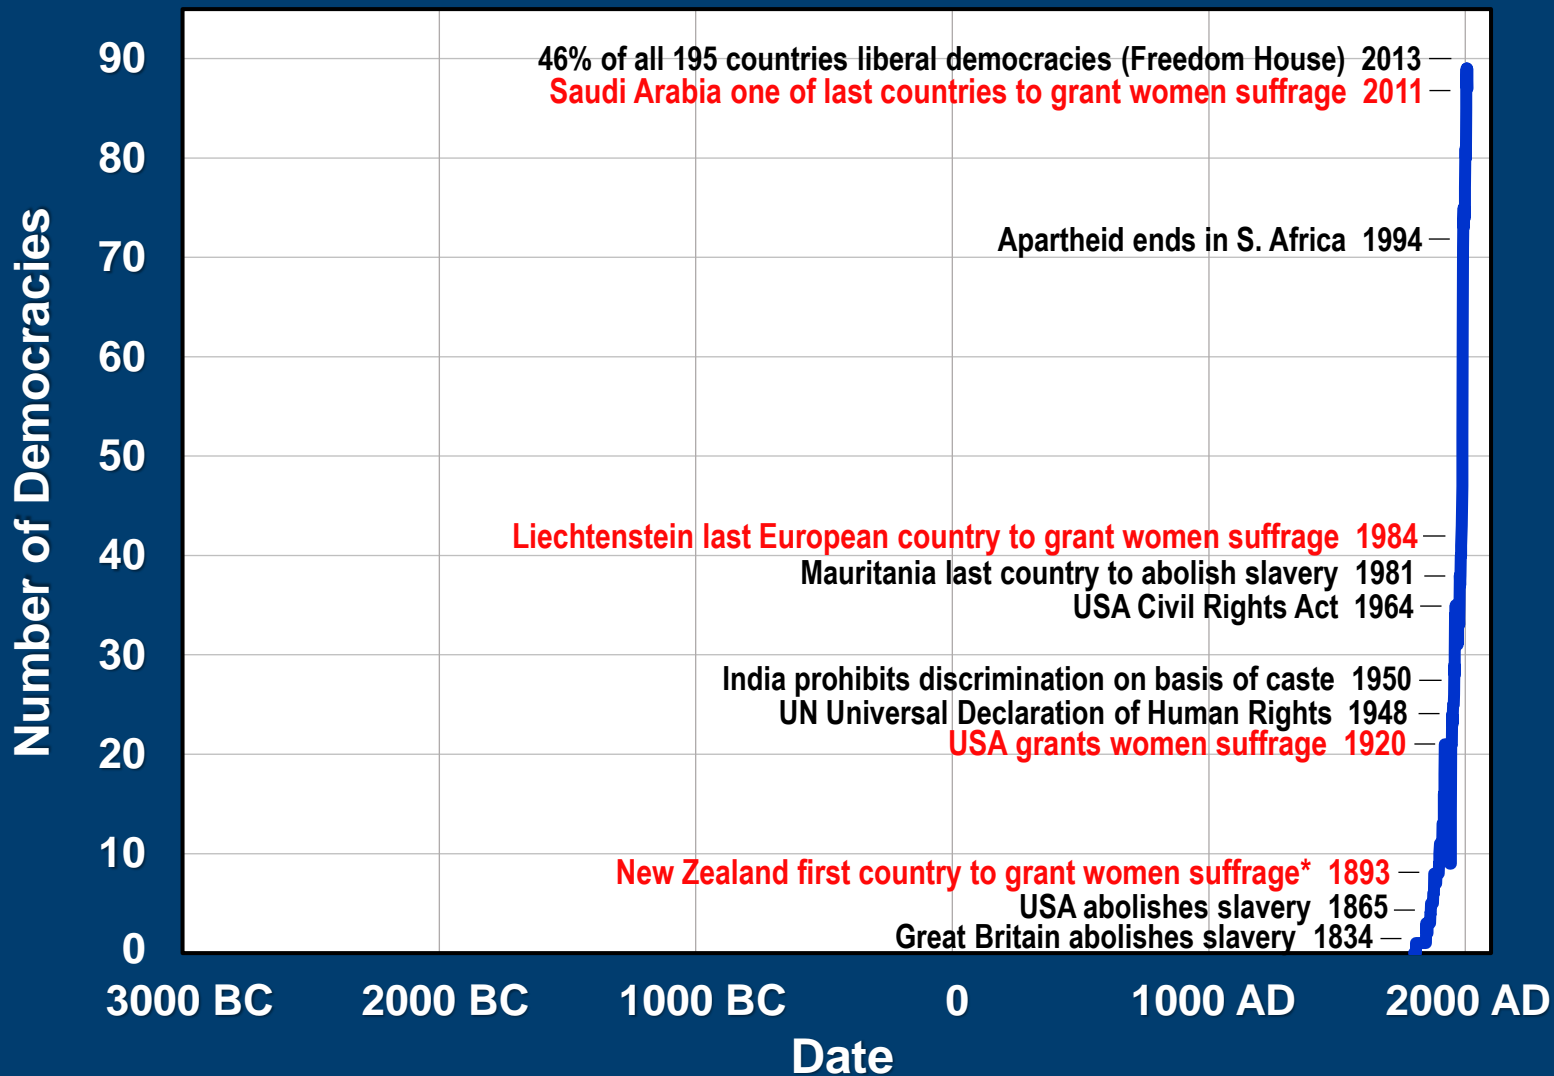 90
80
70
60
50
40
30
20
10
0
Number of Democracies
46% of all 195 countries liberal democracies (Freedom House) 2013
Saudi Arabia one of last countries to grant women suffrage 2011
Apartheid ends in S. Africa 1994
Liechtenstein last European country to grant women suffrage 1984
Mauritania last country to abolish slavery 1981
USA Civil Rights Act 1964
India prohibits discrimination on basis of caste 1950
UN Universal Declaration of Human Rights 1948
USA grants women suffrage 1920
New Zealand first country to grant women suffrage* 1893
USA abolishes slavery 1865
Great Britain abolishes slavery 1834
3000 BC 2000 BC 1000 BC 0 1000 AD 2000 AD
Date